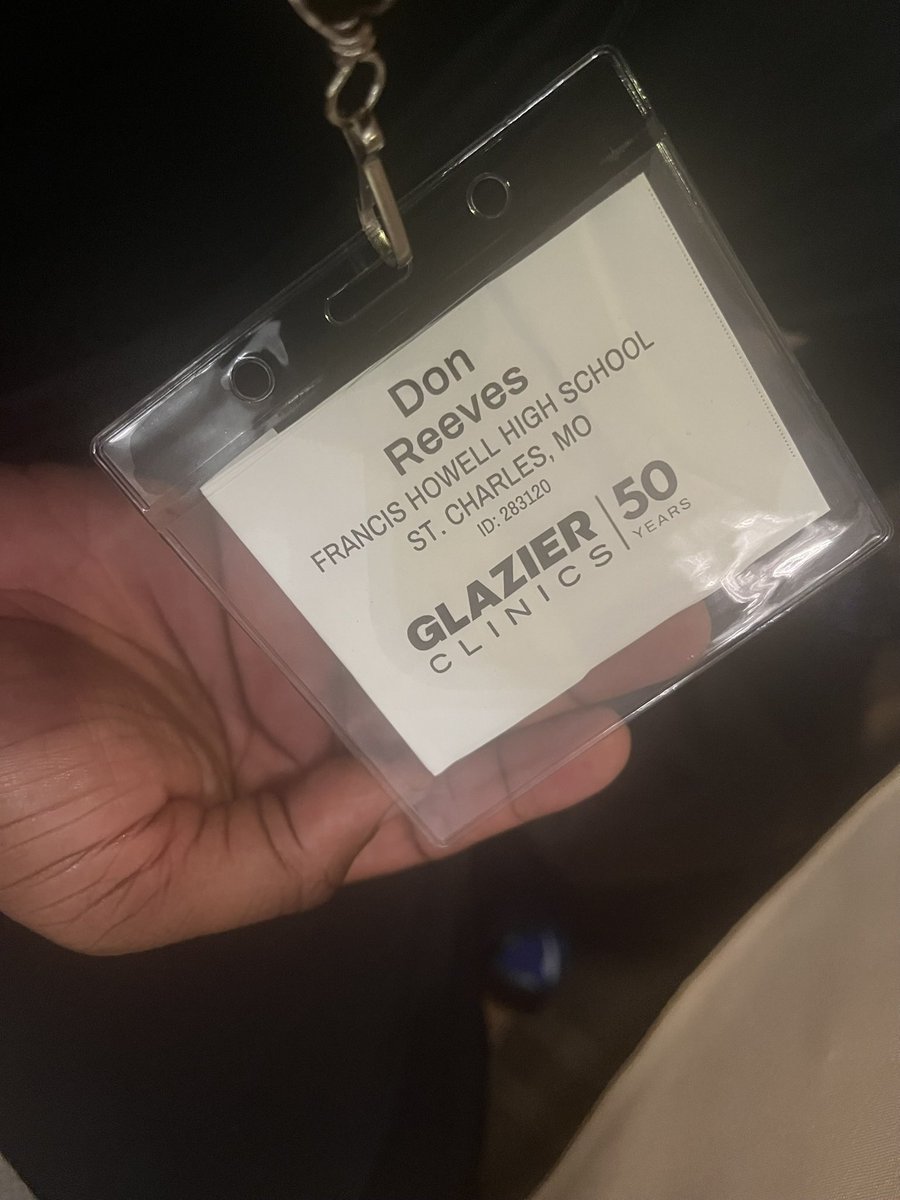 Don
Reeves
FRANCIS HOWELL HIGH SCHOOL
ST. CHARLES, MO
ID: 283120
GLAZIER | 50
CLINICS | YEARS